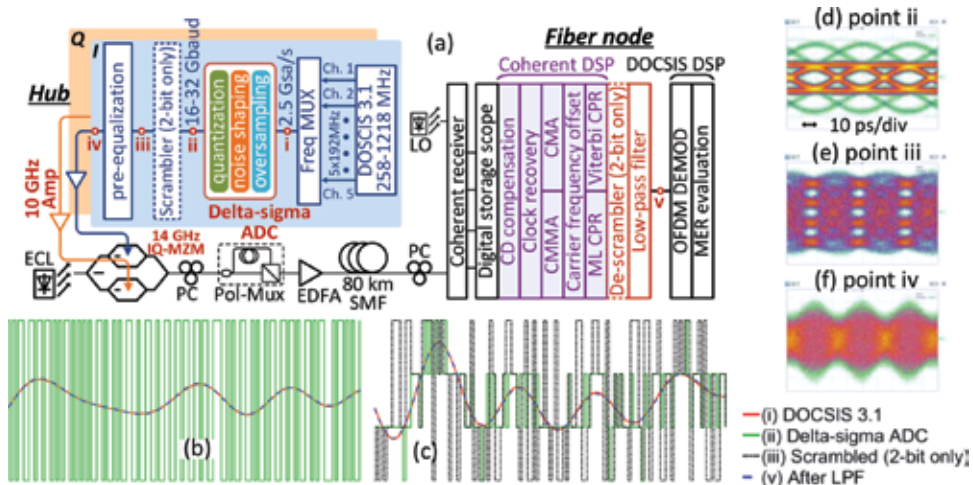 (a)
Fiber node
Hub
Q
I
pre-equalization
Scrambler (2-bit only)
16-32 Gbaud
quantization
noise shaping
oversampling
Delta-sigma
ADC
2.5 Gsa/s
Freq MUX
Ch. 1
Ch. 2
5x192MHz
Ch. 5
DOSCIS 3.1
258-1218 MHz
iv
iii
ii
i
10 GHz
Amp
14 GHz
IQ-MZM
ECL
PC
Pol-Mux
EDFA
80 km
SMF
PC
LO
Coherent DSP
DOCSIS DSP
Coherent receiver
Digital storage scope
CD compensation
Clock recovery
CMMA
CMA
Carrier frequency offset
ML CPR
Viterbi CPR
De-scrambler (2-bit only)
Low-pass filter
v
OFDM DEMOD
MER evaluation
(b)
(c)
(d) point ii
10 ps/div
(e) point iii
(f) point iv
(i) DOCSIS 3.1
(ii) Delta-sigma ADC
(iii) Scrambled (2-bit only)
(v) After LPF